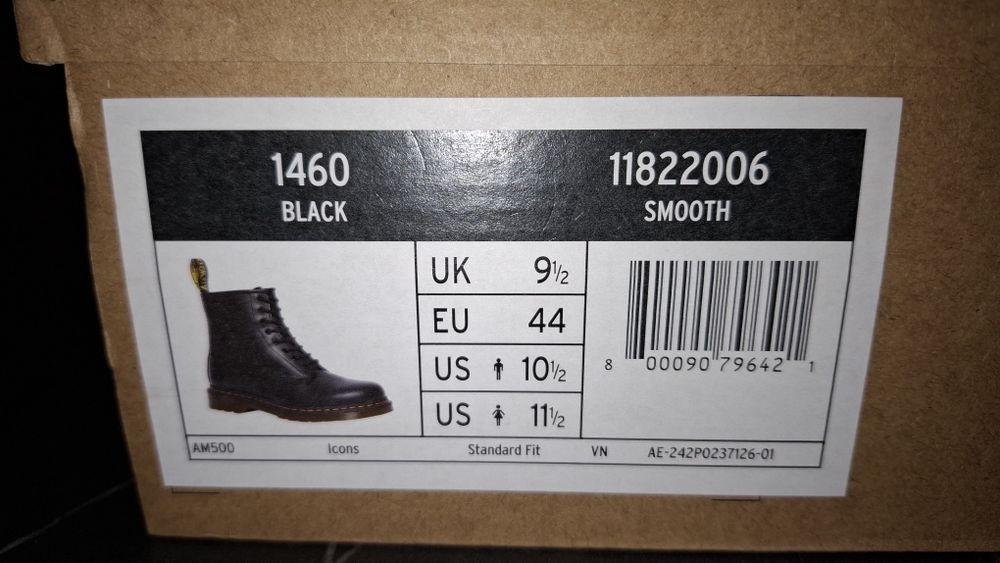 1460
BLACK
11822006
SMOOTH
UK 9½
EU 44
US 10½
US 11½
8 00090 79642 1
AM500 Icons Standard Fit VN AE-242P0237126-01